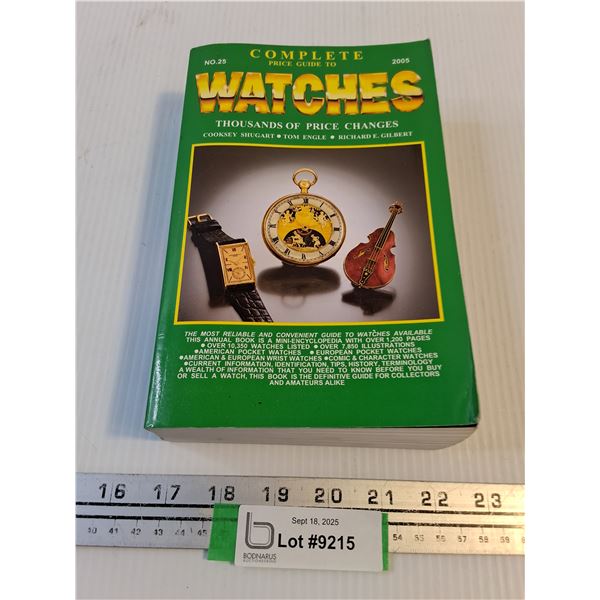 COMPLETE
NO.25 PRICE GUIDE TO 2005
WATCHES
THOUSANDS OF PRICE CHANGES
COOKSEY SHUGART • TOM ENGLE • RICHARD E. GILBERT
THE MOST RELIABLE AND CONVENIENT GUIDE TO WATCHES AVAILABLE
THIS ANNUAL BOOK IS A MINI-ENCYCLOPEDIA WITH OVER 1,200 PAGES
• OVER 10,350 WATCHES LISTED • OVER 7,850 ILLUSTRATIONS
•AMERICAN POCKET WATCHES • EUROPEAN POCKET WATCHES
•AMERICAN & EUROPEAN WRIST WATCHES •COMIC & CHARACTER WATCHES
•CURRENT INFORMATION, IDENTIFICATION, TIPS, HISTORY, TERMINOLOGY
A WEALTH OF INFORMATION THAT YOU NEED TO KNOW BEFORE YOU BUY
OR SELL A WATCH, THIS BOOK IS THE DEFINITIVE GUIDE FOR COLLECTORS
AND AMATEURS ALIKE
16 17 18 19 20 21 22 23
40 41 42 43 44 45 54 55 56 57 58 59
Sept 18, 2025
Lot #9215
BODNARUS
AUCTIONEERING